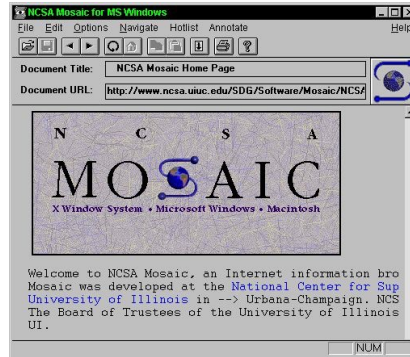 NCSA Mosaic for MS Windows
File Edit Options Navigate Hotlist Annotate Help
Document Title: NCSA Mosaic Home Page
Document URL: http://www.ncsa.uiuc.edu/SDG/Software/Mosaic/NCS/
N C S A
MOSAIC
X Window System • Microsoft Windows • Macintosh
Welcome to NCSA Mosaic, an Internet information bro
Mosaic was developed at the National Center for Sup
University of Illinois in --> Urbana-Champaign. NCS
The Board of Trustees of the University of Illinois
UI.
NUM